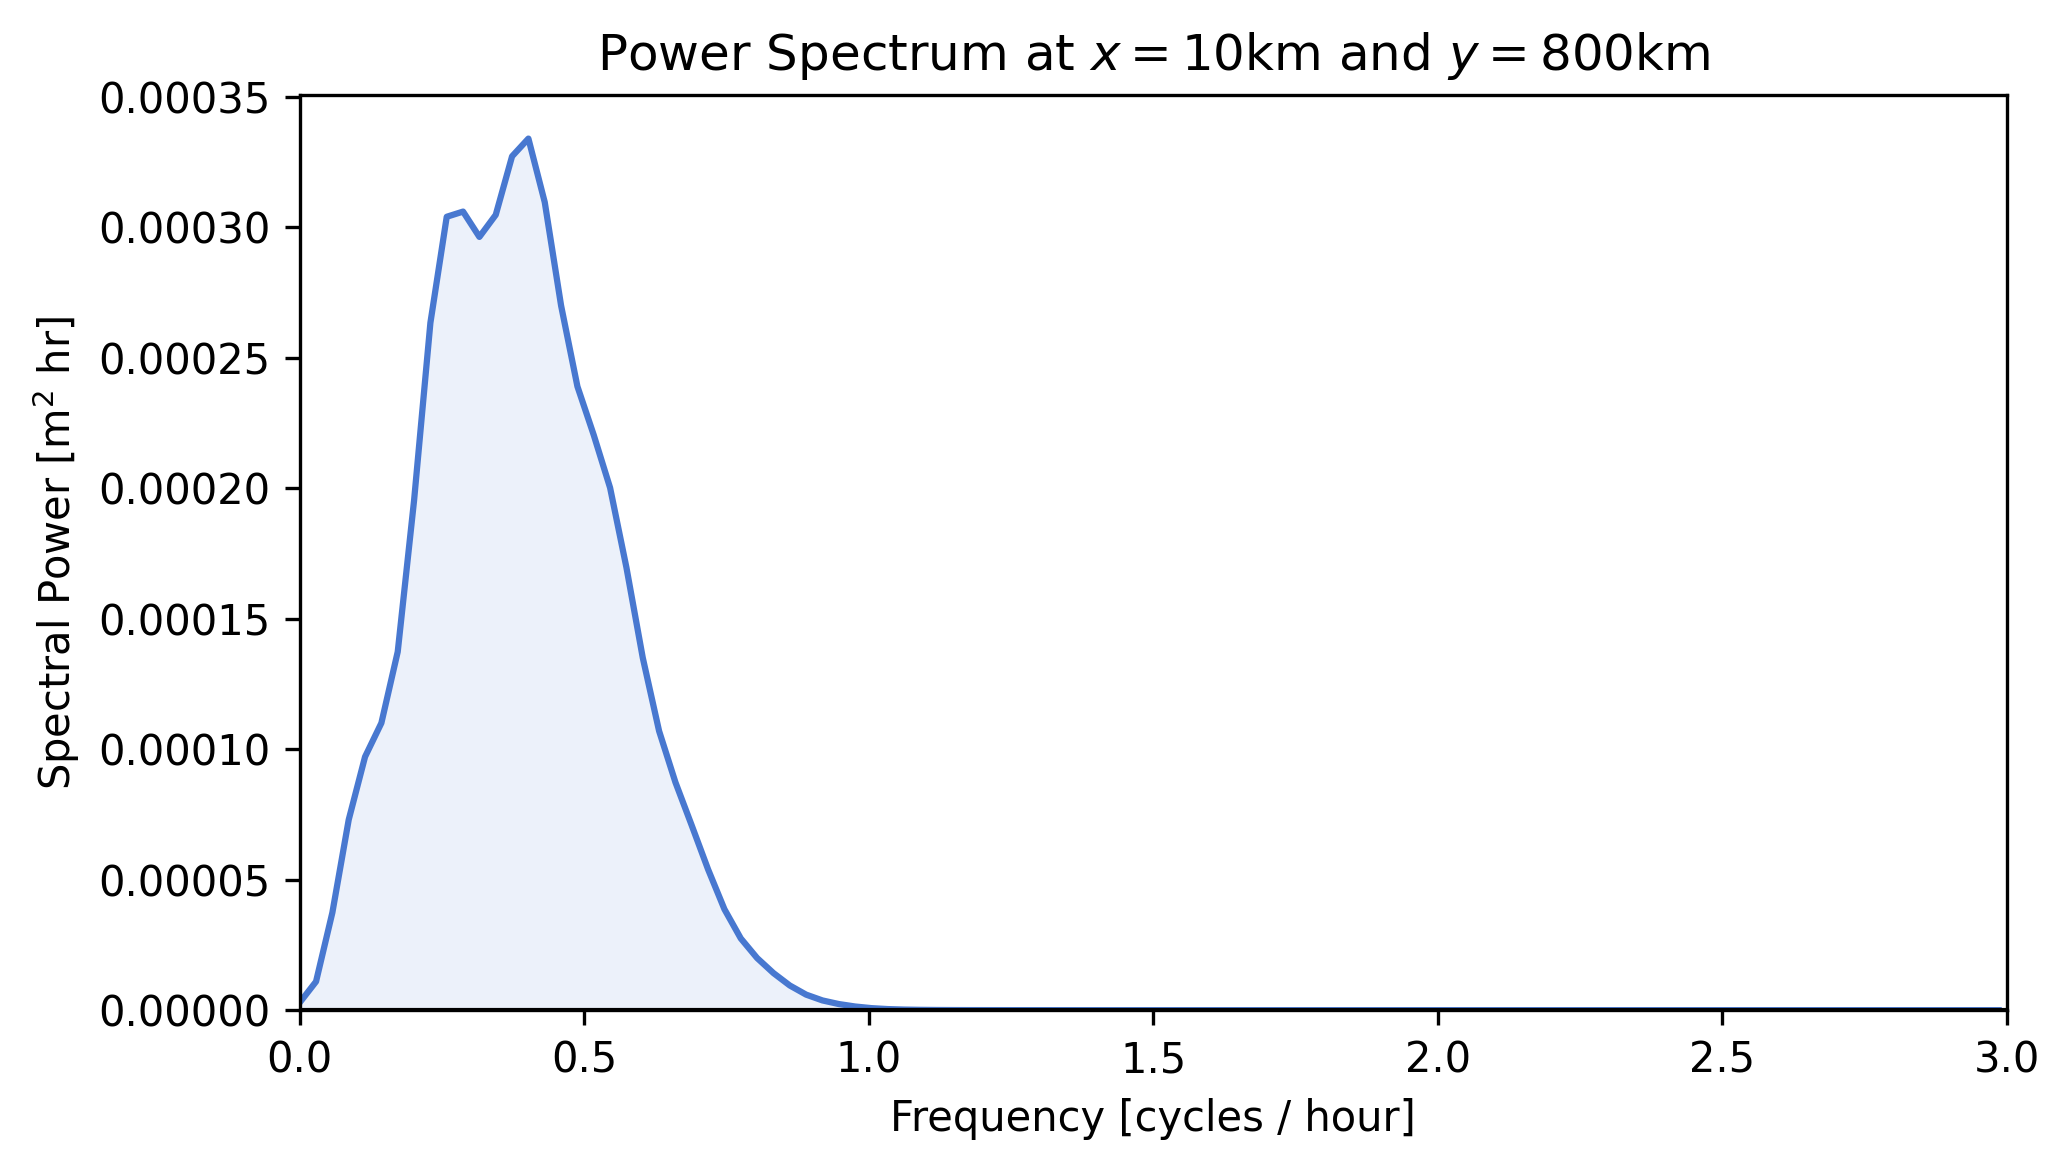 Power Spectrum at x = 10km and y = 800km
Spectral Power [m² hr]
0.00035
0.00030
0.00025
0.00020
0.00015
0.00010
0.00005
0.00000
0.0 0.5 1.0 1.5 2.0 2.5 3.0
Frequency [cycles / hour]